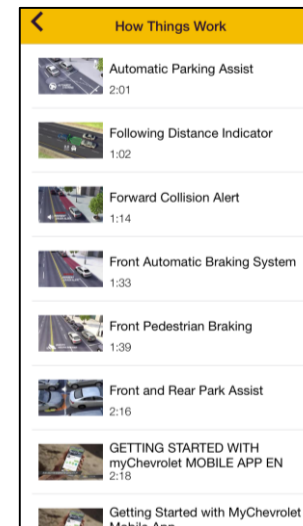 How Things Work
Automatic Parking Assist
2:01
Following Distance Indicator
1:02
Forward Collision Alert
1:14
Front Automatic Braking System
1:33
Front Pedestrian Braking
1:39
Front and Rear Park Assist
2:16
GETTING STARTED WITH
myChevrolet MOBILE APP EN
2:18
Getting Started with MyChevrolet
Mobile App